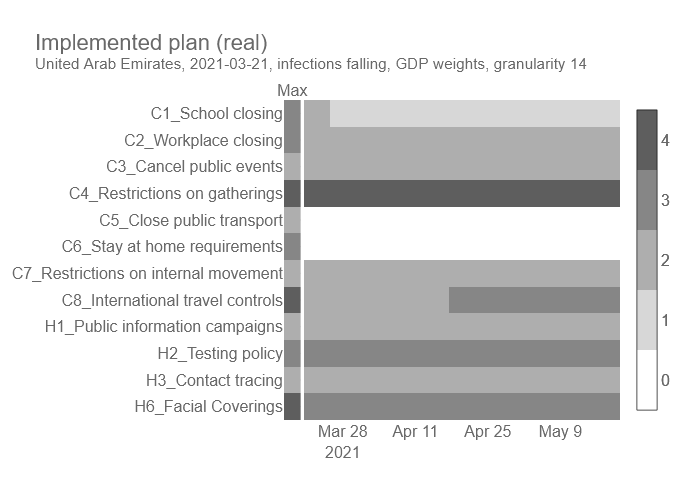 Implemented plan (real)
United Arab Emirates, 2021-03-21, infections falling, GDP weights, granularity 14
Max
C1_School closing
C2_Workplace closing
C3_Cancel public events
C4_Restrictions on gatherings
C5_Close public transport
C6_Stay at home requirements
C7_Restrictions on internal movement
C8_International travel controls
H1_Public information campaigns
H2_Testing policy
H3_Contact tracing
H6_Facial Coverings
Mar 28 Apr 11 Apr 25 May 9
2021
4
3
2
1
0